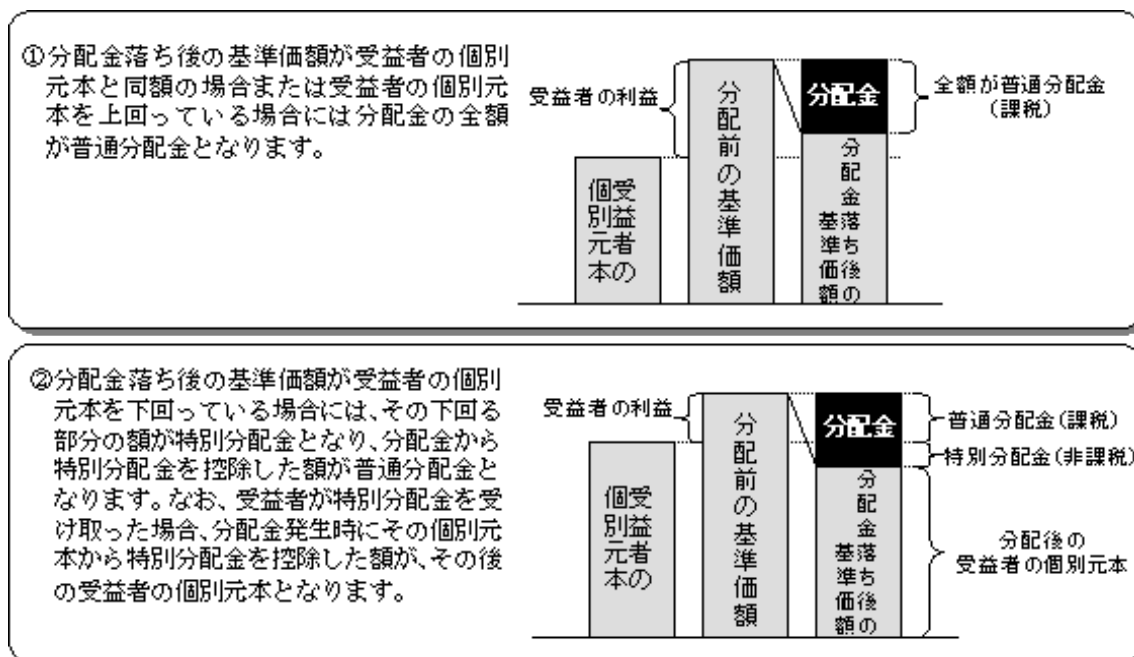 ①分配金落ち後の基準価額が受益者の個別
元本と同額の場合または受益者の個別元
本を上回っている場合には分配金の全額
が普通分配金となります。
受益者の利益
受益者の
個別元本
分配前の基準価額
分配金
分配金落ち後の
基準価額
全額が普通分配金
(課税)
②分配金落ち後の基準価額が受益者の個別
元本を下回っている場合には、その下回る
部分の額が特別分配金となり、分配金から
特別分配金を控除した額が普通分配金と
なります。なお、受益者が特別分配金を受
け取った場合、分配金発生時にその個別元
本から特別分配金を控除した額が、その後
の受益者の個別元本となります。
受益者の利益
受益者の
個別元本
分配前の基準価額
分配金
分配金落ち後の
基準価額
普通分配金(課税)
特別分配金(非課税)
分配後の
受益者の個別元本